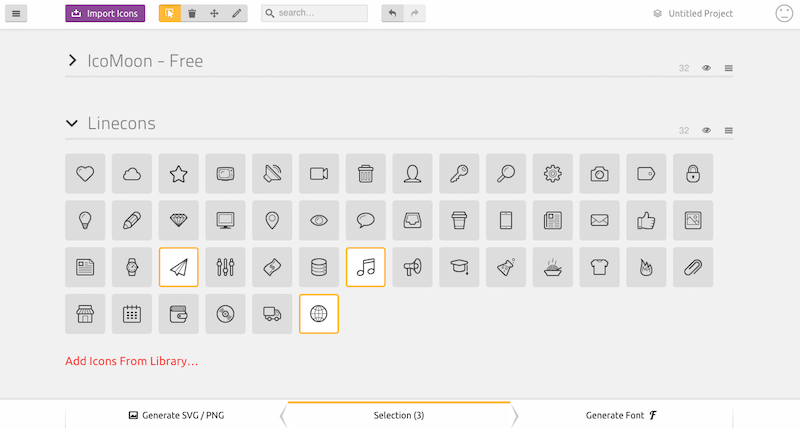 Import Icons
search...
Untitled Project
IcoMoon - Free
32
Linecons
32
Add Icons From Library...
Generate SVG / PNG
Selection (3)
Generate Font